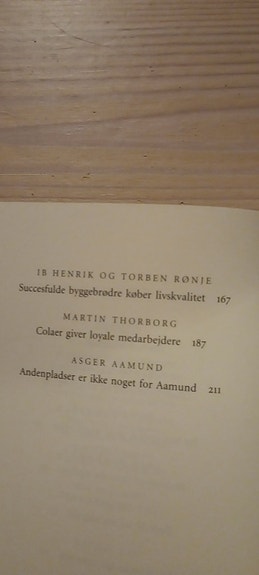 IB HENRIK OG TORBEN RØNJE
Succesfulde byggebrødre køber livskvalitet 167
MARTIN THORBORG
Colaer giver loyale medarbejdere 187
ASGER AAMUND
Andenpladser er ikke noget for Aamund 211